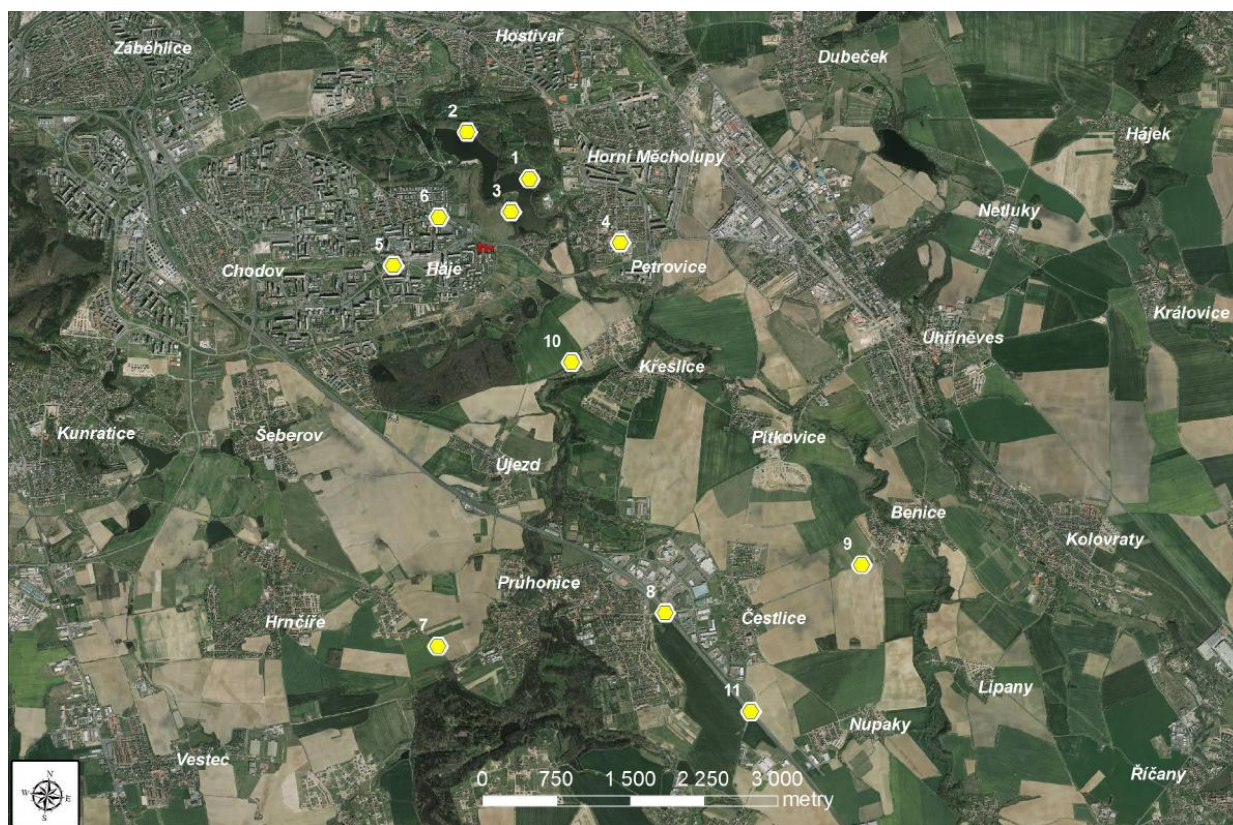 Hostivař
Záběhlice
Dubeček
2
Hájek
1
Horní Měcholupy
3
6
4
Netluky
5
Háje
Chodov
Petrovice
Královice
Uhříněves
10
Křeslice
Kunratice
Šeberov
Pitkovice
Újezd
Benice
Kolovraty
9
Průhonice
8
Hrnčíře
7
Čestlice
11
Lipany
Nupaky
Vestec
Říčany
0 750 1 500 2 250 3 000
metry
N
W E
S